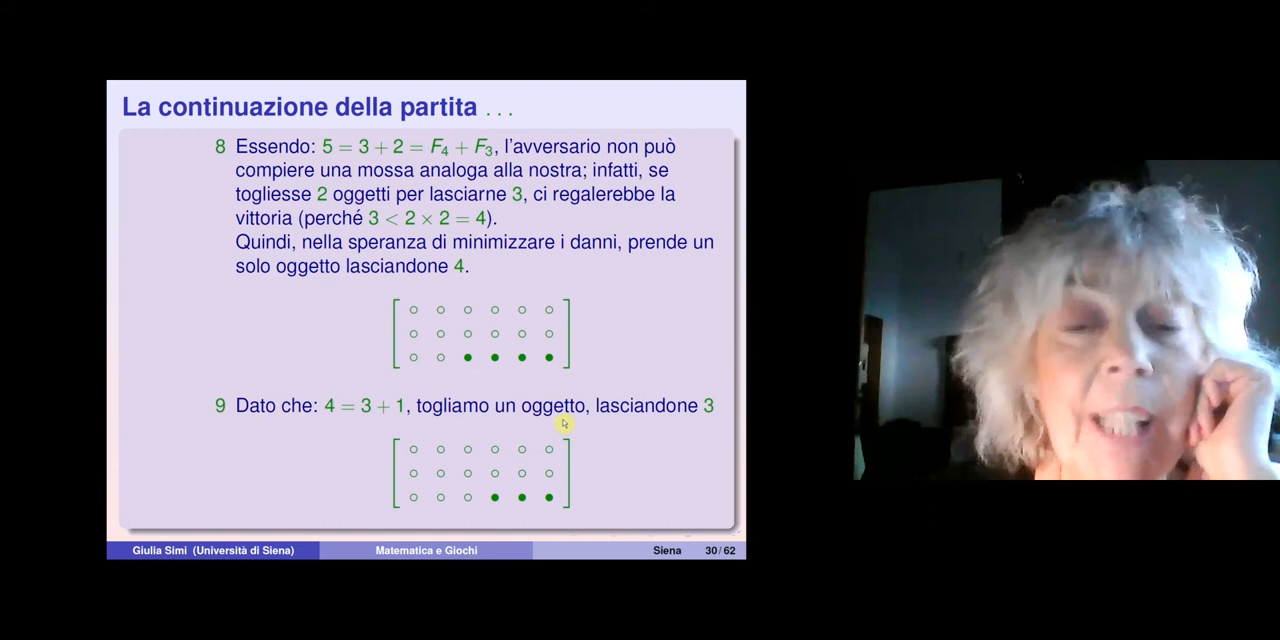 La continuazione della partita . . .
8 Essendo: 5 = 3 + 2 = F₄ + F₃, l'avversario non può
compiere una mossa analoga alla nostra; infatti, se
togliesse 2 oggetti per lasciarne 3, ci regalerebbe la
vittoria (perché 3 < 2 × 2 = 4).
Quindi, nella speranza di minimizzare i danni, prende un
solo oggetto lasciandone 4.
9 Dato che: 4 = 3 + 1, togliamo un oggetto, lasciandone 3
Giulia Simi (Università di Siena) Matematica e Giochi Siena 30/62